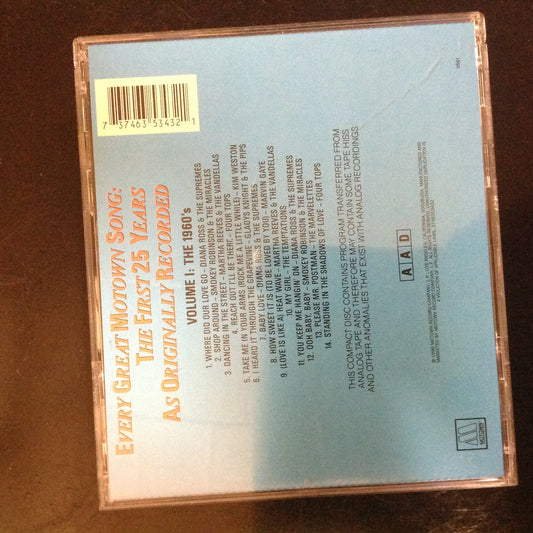 EVERY GREAT MOTOWN SONG:
THE FIRST 25 YEARS
AS ORIGINALLY RECORDED
VOLUME I: THE 1960's
1. WHERE DID OUR LOVE GO - DIANA ROSS & THE SUPREMES
2. SHOP AROUND - SMOKEY ROBINSON & THE MIRACLES
3. DANCING IN THE STREET - MARTHA REEVES & THE VANDELLAS
4. REACH OUT I'LL BE THERE - FOUR TOPS
5. TAKE ME IN YOUR ARMS (ROCK ME A LITTLE WHILE) - KIM WESTON
6. I HEARD IT THROUGH THE GRAPEVINE - GLADYS KNIGHT & THE PIPS
7. BABY LOVE - DIANA ROSS & THE SUPREMES
8. HOW SWEET IT IS (TO BE LOVED BY YOU) - MARVIN GAYE
9. (LOVE IS LIKE A) HEAT WAVE - MARTHA REEVES & THE VANDELLAS
10. MY GIRL - THE TEMPTATIONS
11. YOU KEEP ME HANGIN' ON - DIANA ROSS & THE SUPREMES
12. OOH BABY, BABY - SMOKEY ROBINSON & THE MIRACLES
13. PLEASE MR. POSTMAN - THE MARVELETTES
14. STANDING IN THE SHADOWS OF LOVE - FOUR TOPS
THIS COMPACT DISC CONTAINS PROGRAM TRANSFERRED FROM
ANALOG TAPE AND THEREFORE MAY CONTAIN SOME TAPE HISS
AND OTHER ANOMALIES THAT EXIST WITH ANALOG RECORDINGS
A A D
MOTOWN
7 37463 53432 1